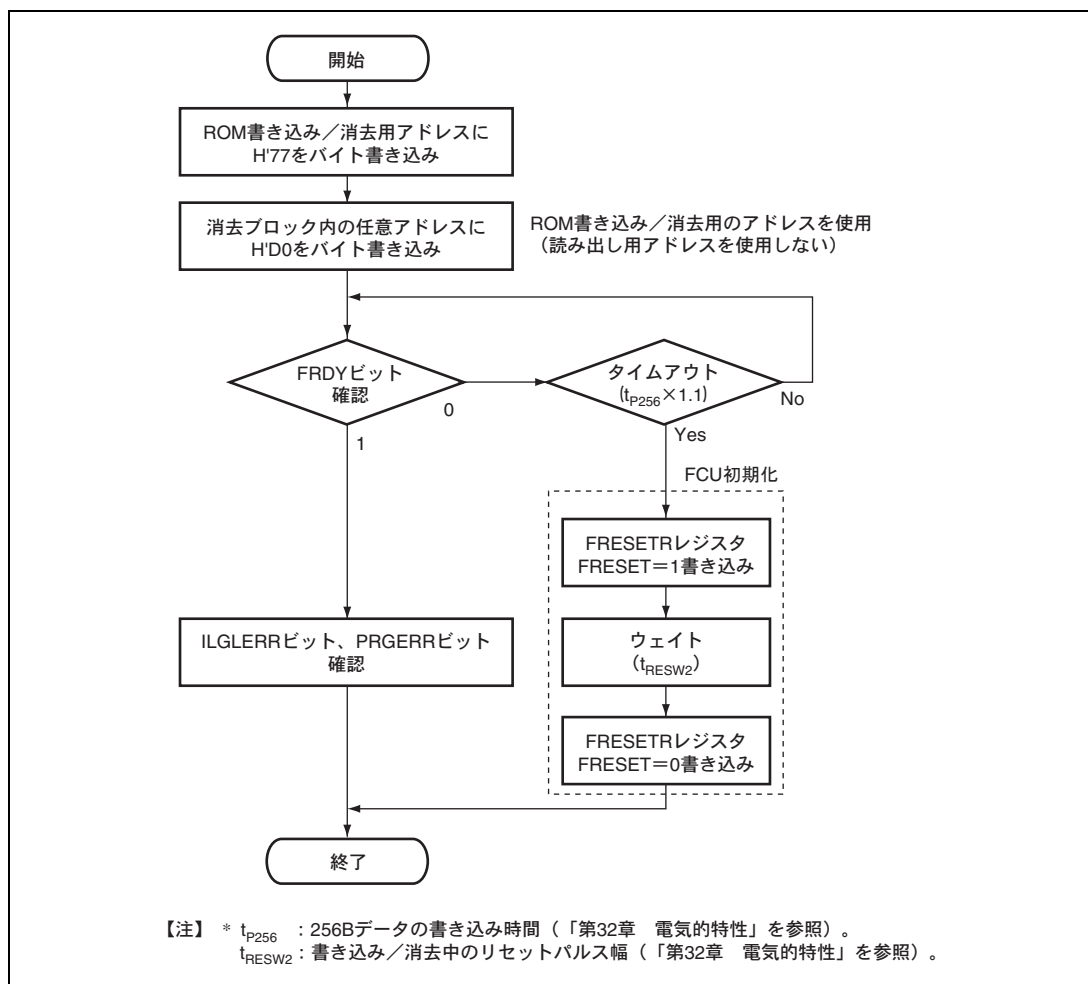 開始
ROM書き込み／消去用アドレスに
H'77をバイト書き込み
消去ブロック内の任意アドレスに
H'D0をバイト書き込み
ROM書き込み／消去用のアドレスを使用
（読み出し用アドレスを使用しない）
FRDYビット
確認
0
1
タイムアウト
(tP256×1.1)
No
Yes
FCU初期化
FRESETRレジスタ
FRESET＝1書き込み
ILGLERRビット、PRGERRビット
確認
ウェイト
（tRESW2）
FRESETRレジスタ
FRESET＝0書き込み
終了
【注】 * tP256 ：256Bデータの書き込み時間（「第32章 電気的特性」を参照）。
tRESW2：書き込み／消去中のリセットパルス幅（「第32章 電気的特性」を参照）。